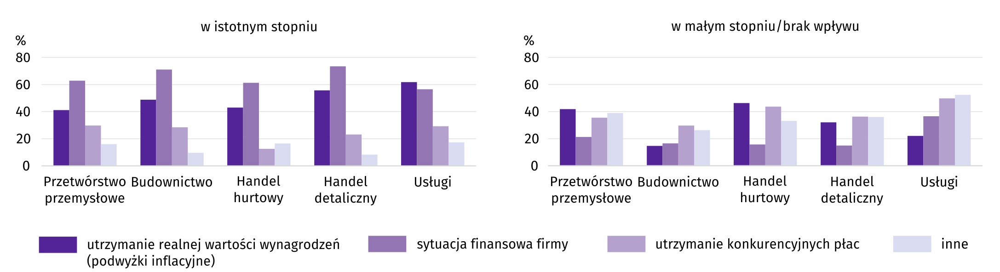 w istotnym stopniu
%
80
60
40
20
0
Przetwórstwo
przemysłowe
Budownictwo
Handel
hurtowy
Handel
detaliczny
Usługi
w małym stopniu/brak wpływu
%
80
60
40
20
0
Przetwórstwo
przemysłowe
Budownictwo
Handel
hurtowy
Handel
detaliczny
Usługi
utrzymanie realnej wartości wynagrodzeń
(podwyżki inflacyjne)
sytuacja finansowa firmy
utrzymanie konkurencyjnych płac
inne